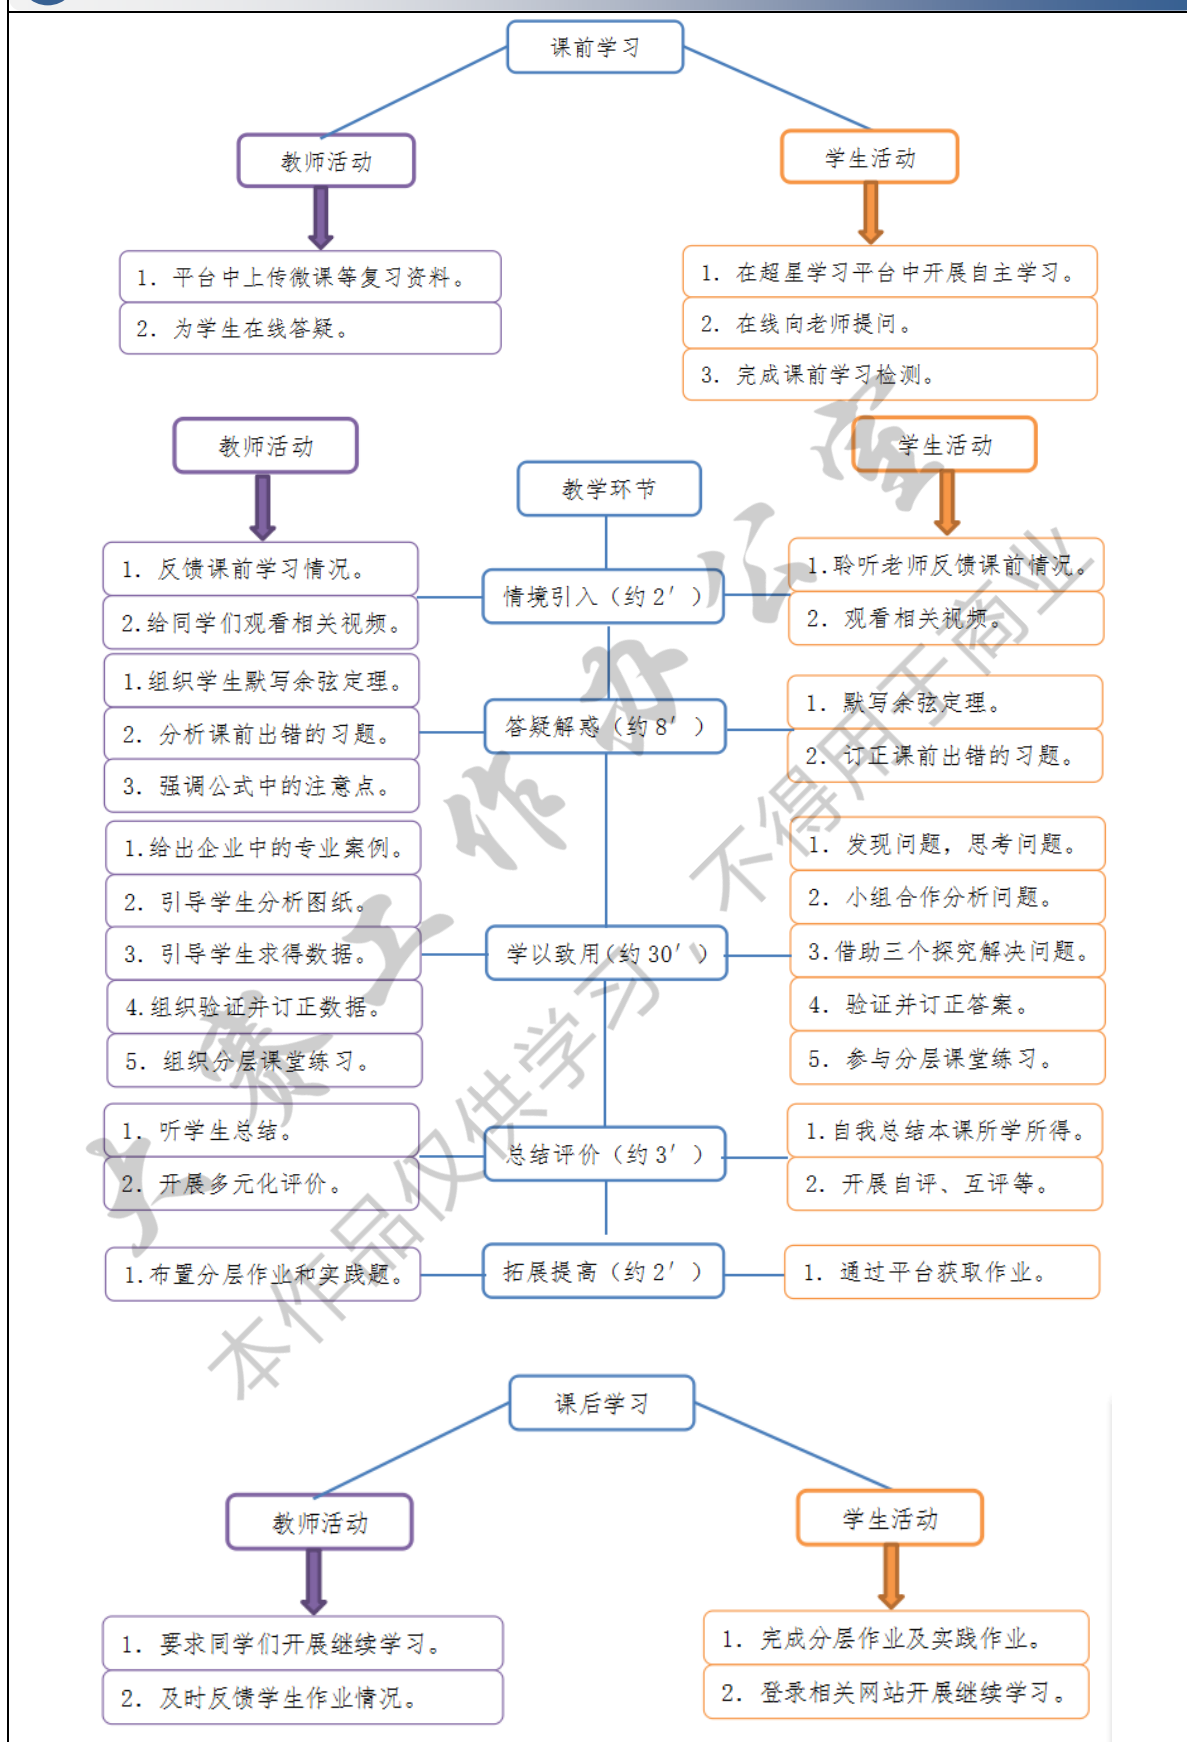 课前学习
教师活动
学生活动
1. 平台中上传微课等复习资料。
2. 为学生在线答疑。
1. 在超星学习平台中开展自主学习。
2. 在线向老师提问。
3. 完成课前学习检测。
教师活动
教学环节
学生活动
1. 反馈课前学习情况。
2.给同学们观看相关视频。
情境引入（约 2′）
1.聆听老师反馈课前情况。
2. 观看相关视频。
1.组织学生默写余弦定理。
2. 分析课前出错的习题。
3. 强调公式中的注意点。
答疑解惑（约 8′）
1. 默写余弦定理。
2. 订正课前出错的习题。
1.给出企业中的专业案例。
2. 引导学生分析图纸。
3. 引导学生求得数据。
4.组织验证并订正数据。
5. 组织分层课堂练习。
学以致用(约 30′)
1. 发现问题，思考问题。
2. 小组合作分析问题。
3.借助三个探究解决问题。
4. 验证并订正答案。
5. 参与分层课堂练习。
1. 听学生总结。
2. 开展多元化评价。
总结评价（约 3′）
1.自我总结本课所学所得。
2. 开展自评、互评等。
1.布置分层作业和实践题。
拓展提高（约 2′）
1. 通过平台获取作业。
课后学习
教师活动
学生活动
1. 要求同学们开展继续学习。
2. 及时反馈学生作业情况。
1. 完成分层作业及实践作业。
2. 登录相关网站开展继续学习。
大赛工作办公室
本作品仅供学习，不得用于商业